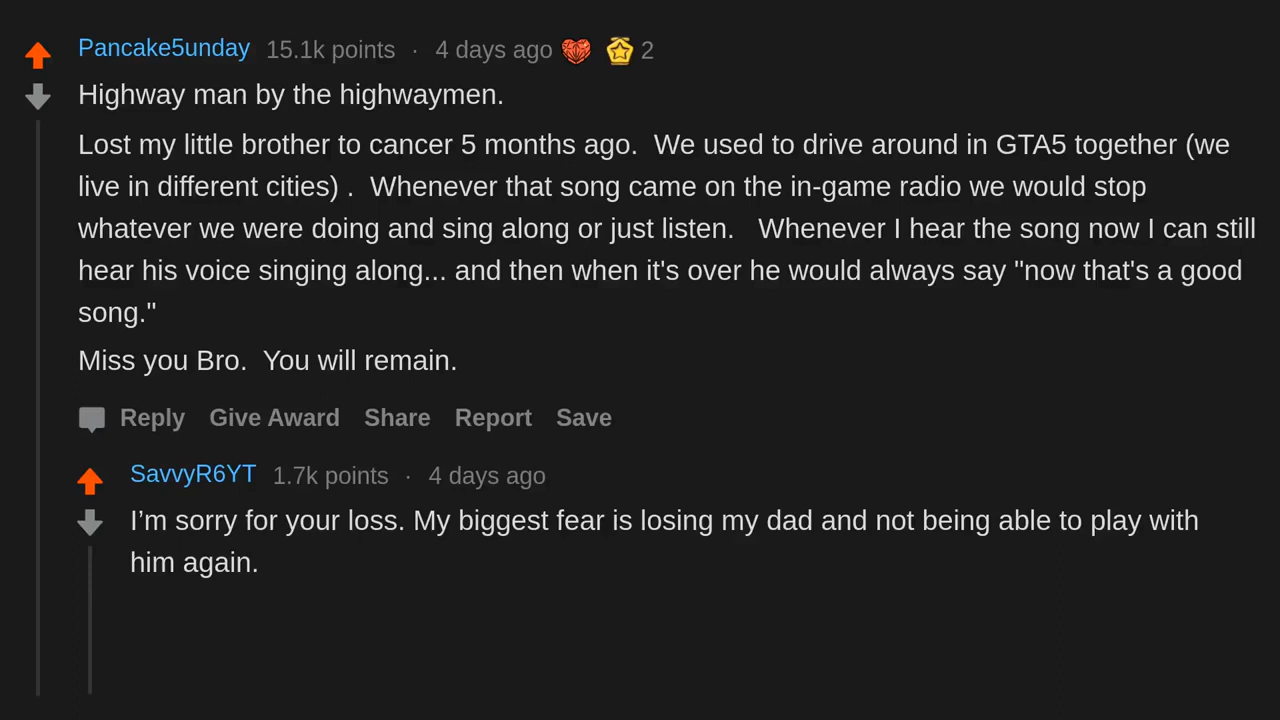 Pancake5unday 15.1k points · 4 days ago 2
Highway man by the highwaymen.
Lost my little brother to cancer 5 months ago.  We used to drive around in GTA5 together (we
live in different cities) .  Whenever that song came on the in-game radio we would stop
whatever we were doing and sing along or just listen.   Whenever I hear the song now I can still
hear his voice singing along... and then when it's over he would always say "now that's a good
song."
Miss you Bro.  You will remain.
Reply Give Award Share Report Save
SavvyR6YT 1.7k points · 4 days ago
I’m sorry for your loss. My biggest fear is losing my dad and not being able to play with
him again.